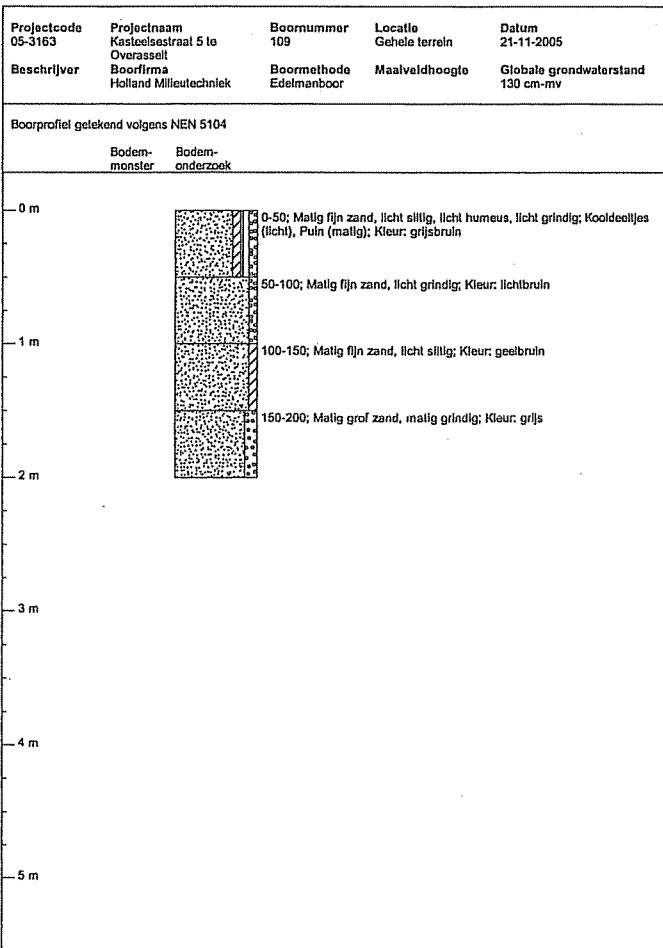 Projectcode Projectnaam Boornummer Locatie Datum
05-3163 Kasteelsestraat 5 te Overasselt 109 Gehele terrein 21-11-2005
Beschrijver Boorfirma Boormethode Maaiveldhoogte Globale grondwaterstand
Holland Milieutechniek Edelmanboor 130 cm-mv
Boorprofiel getekend volgens NEN 5104
Bodem- Bodem-
monster onderzoek
0 m
0-50; Matig fijn zand, licht siltig, licht humeus, licht grindig; Kooldeeltjes
(licht), Puin (matig); Kleur: grijsbruin
50-100; Matig fijn zand, licht grindig; Kleur: lichtbruin
1 m
100-150; Matig fijn zand, licht siltig; Kleur: geelbruin
150-200; Matig grof zand, matig grindig; Kleur: grijs
2 m
3 m
4 m
5 m